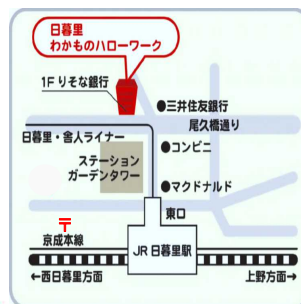 日暮里
わかものハローワーク
1F りそな銀行
●三井住友銀行
尾久橋通り
日暮里・舎人ライナー
●コンビニ
ステーション
ガーデンタワー
●マクドナルド
東口
〒
京成本線
JR 日暮里駅
←西日暮里方面
上野方面→